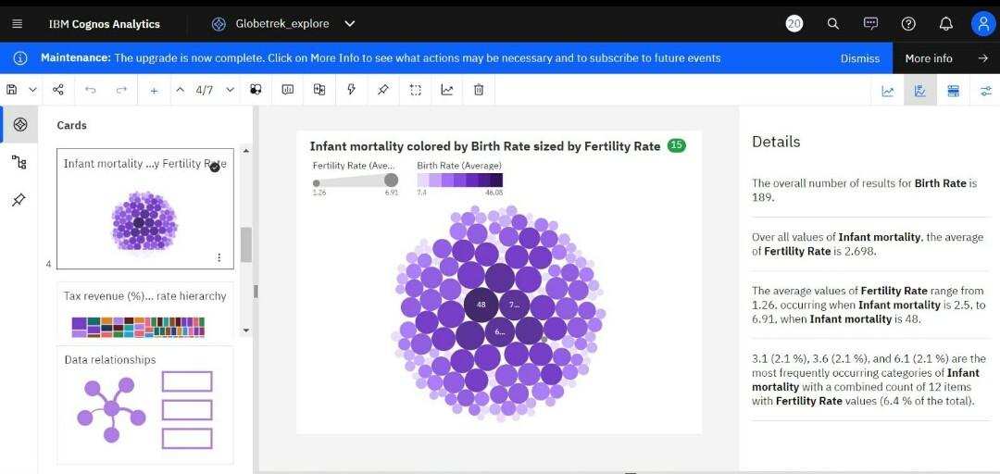 IBM Cognos Analytics
Globetrek_explore
20
Maintenance: The upgrade is now complete. Click on More Info to see what actions may be necessary and to subscribe to future events
Dismiss
More info
4/7
Cards
Infant mortality ...y Fertility Rate
4
Tax revenue (%)... rate hierarchy
Data relationships
Infant mortality colored by Birth Rate sized by Fertility Rate 15
Fertility Rate (Ave...
Birth Rate (Average)
1.26 6.91
7.4 46.08
48
7...
6...
Details
The overall number of results for Birth Rate is
189.
Over all values of Infant mortality, the average
of Fertility Rate is 2.698.
The average values of Fertility Rate range from
1.26, occurring when Infant mortality is 2.5, to
6.91, when Infant mortality is 48.
3.1 (2.1 %), 3.6 (2.1 %), and 6.1 (2.1 %) are the
most frequently occurring categories of Infant
mortality with a combined count of 12 items
with Fertility Rate values (6.4 % of the total).